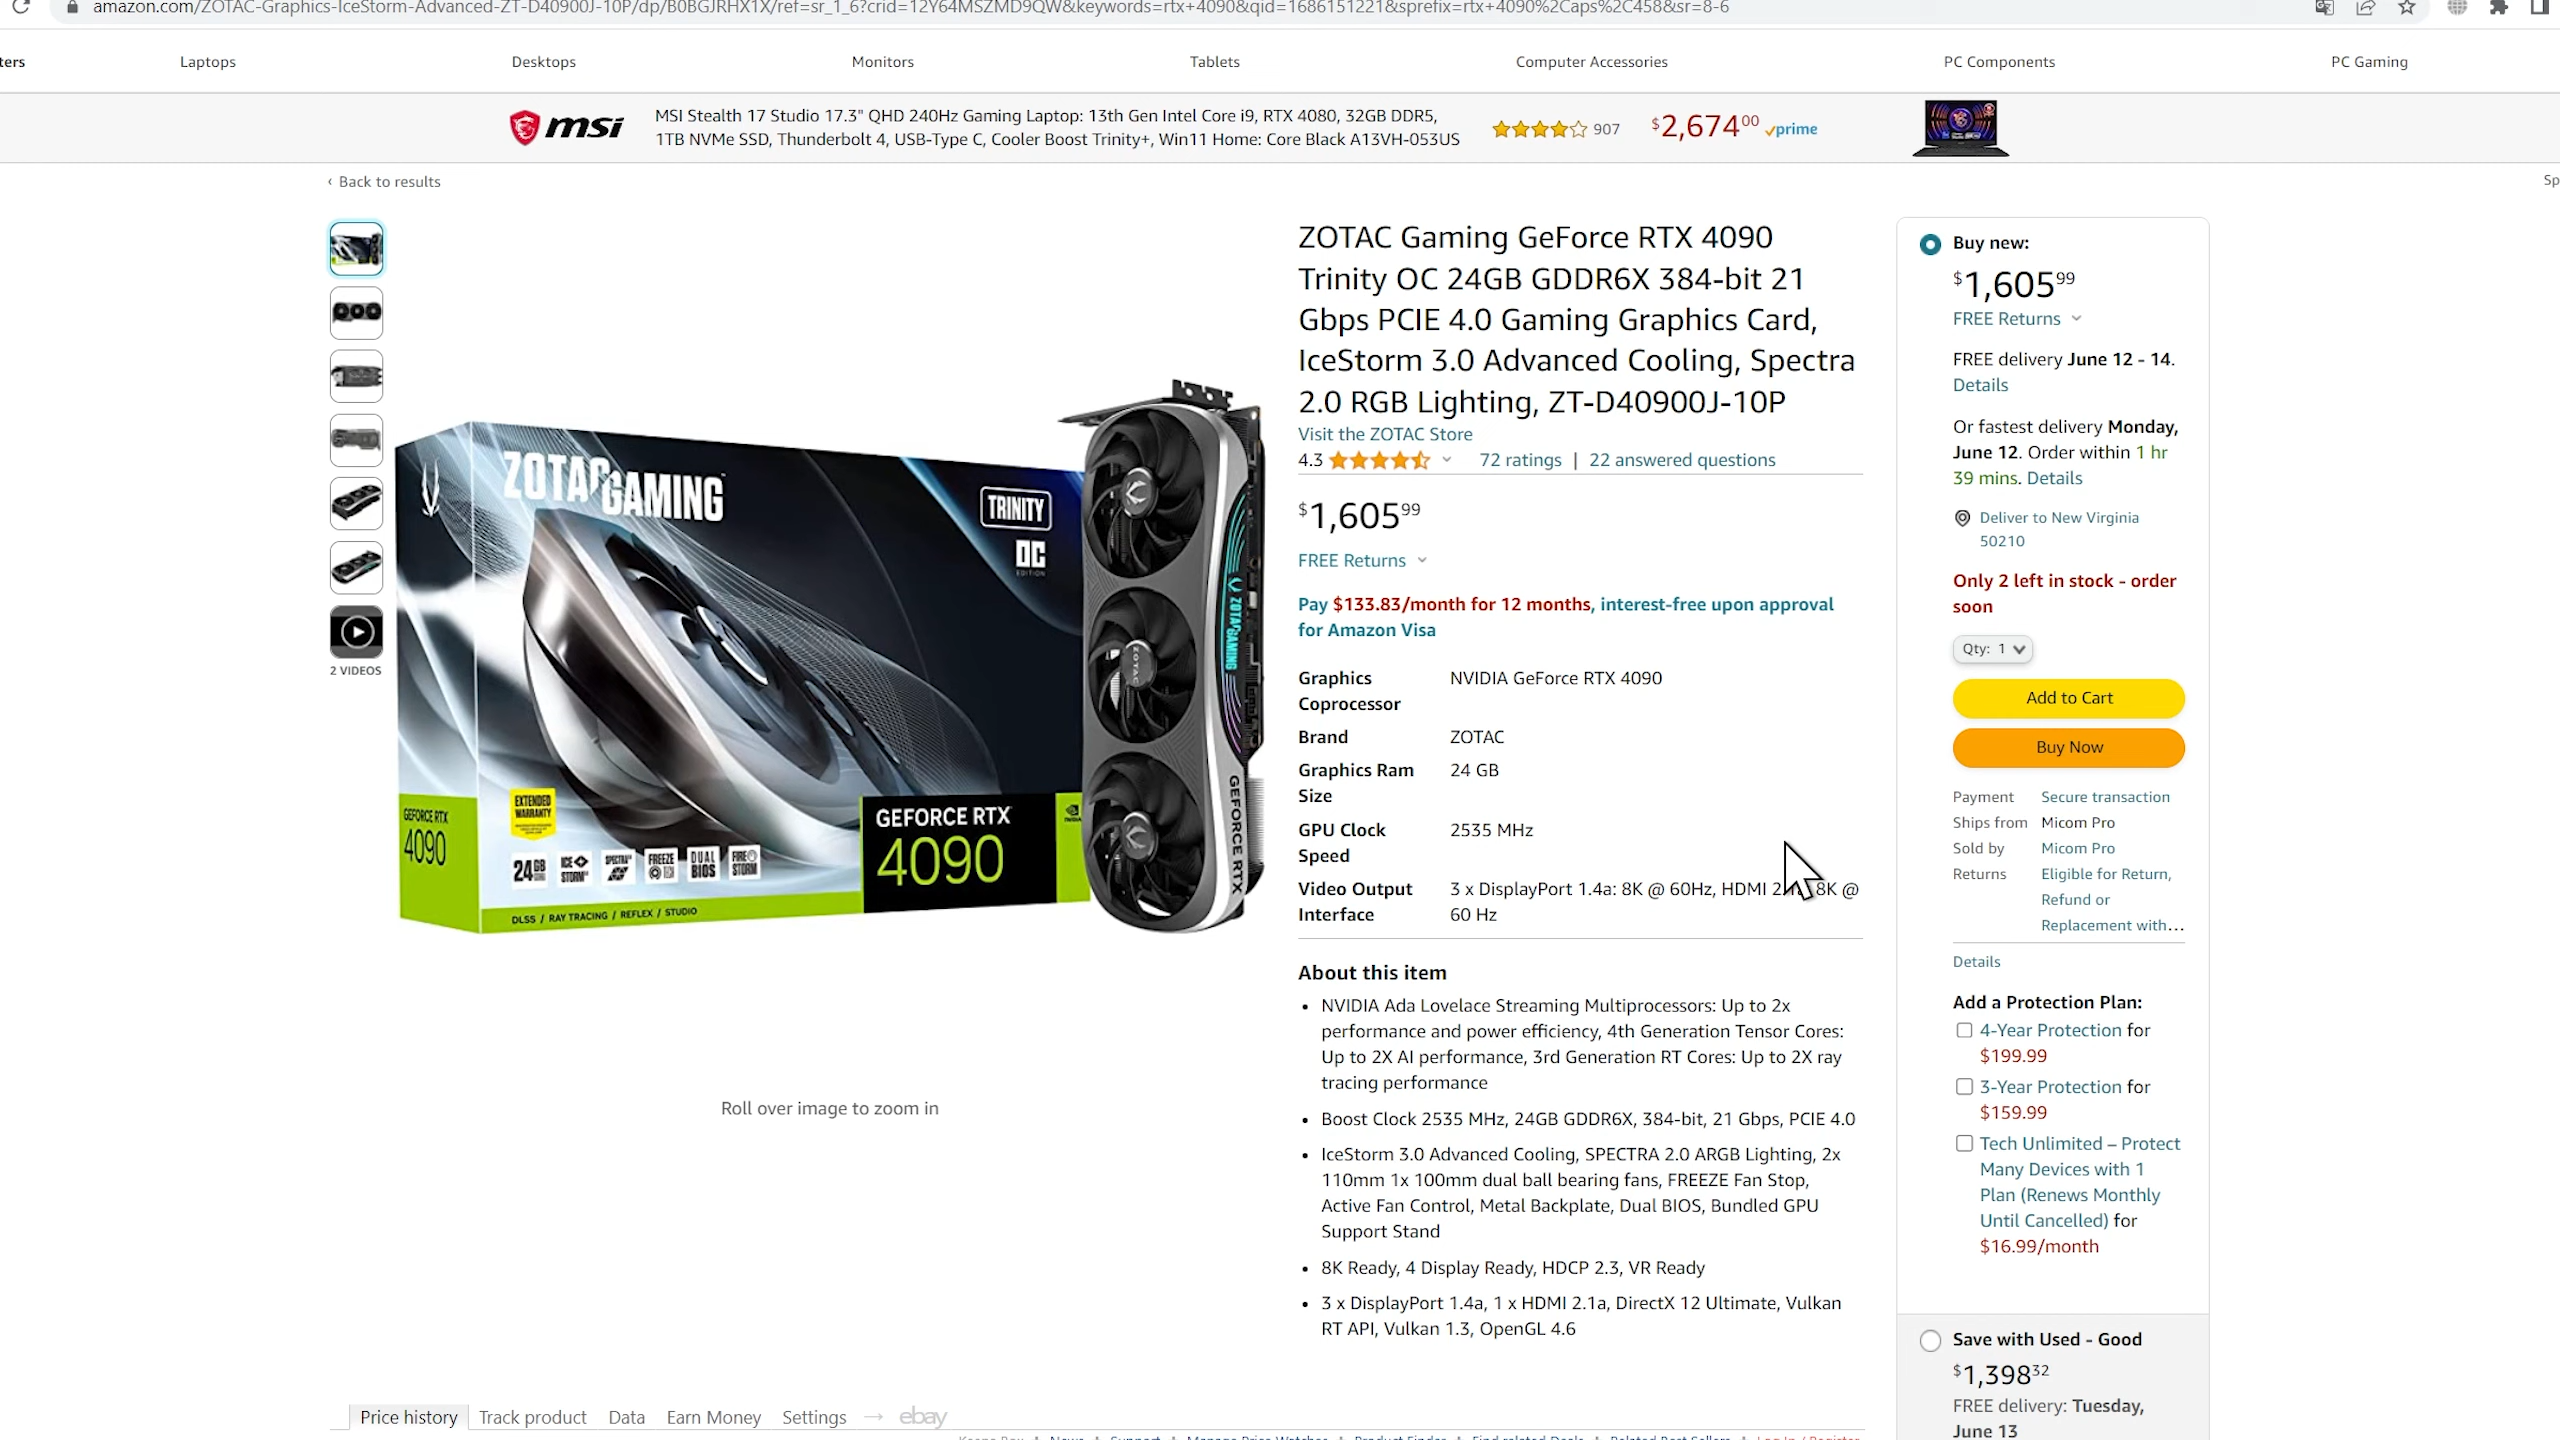 amazon.com/ZOTAC-Graphics-IceStorm-Advanced-ZT-D40900J-10P/dp/B0BGJRHX1X/ref=sr_1_6?crid=12Y64MSZMD9QW&keywords=rtx+4090&qid=1686151221&sprefix=rtx+4090%2Caps%2C458&sr=8-6
ters
Laptops
Desktops
Monitors
Tablets
Computer Accessories
PC Components
PC Gaming
msi
MSI Stealth 17 Studio 17.3" QHD 240Hz Gaming Laptop: 13th Gen Intel Core i9, RTX 4080, 32GB DDR5,
1TB NVMe SSD, Thunderbolt 4, USB-Type C, Cooler Boost Trinity+, Win11 Home: Core Black A13VH-053US
907
$2,674 00
prime
‹ Back to results
Sp
2 VIDEOS
ZOTAC GAMING
TRINITY
OC
EDITION
GEFORCE RTX
4090
EXTENDED
WARRANTY
24GB
ICE STORM
SPECTRA
FREEZE
DUAL BIOS
FIRE STORM
GEFORCE RTX
4090
DLSS / RAY TRACING / REFLEX / STUDIO
ZOTAC GAMING
ZOTAC
GEFORCE RTX
Roll over image to zoom in
ZOTAC Gaming GeForce RTX 4090
Trinity OC 24GB GDDR6X 384-bit 21
Gbps PCIE 4.0 Gaming Graphics Card,
IceStorm 3.0 Advanced Cooling, Spectra
2.0 RGB Lighting, ZT-D40900J-10P
Visit the ZOTAC Store
4.3 72 ratings | 22 answered questions
$1,605 99
FREE Returns
Pay $133.83/month for 12 months, interest-free upon approval
for Amazon Visa
Graphics Coprocessor NVIDIA GeForce RTX 4090
Brand ZOTAC
Graphics Ram Size 24 GB
GPU Clock Speed 2535 MHz
Video Output Interface 3 x DisplayPort 1.4a: 8K @ 60Hz, HDMI 8K @
60 Hz
About this item
• NVIDIA Ada Lovelace Streaming Multiprocessors: Up to 2x
performance and power efficiency, 4th Generation Tensor Cores:
Up to 2X AI performance, 3rd Generation RT Cores: Up to 2X ray
tracing performance
• Boost Clock 2535 MHz, 24GB GDDR6X, 384-bit, 21 Gbps, PCIE 4.0
• IceStorm 3.0 Advanced Cooling, SPECTRA 2.0 ARGB Lighting, 2x
110mm 1x 100mm dual ball bearing fans, FREEZE Fan Stop,
Active Fan Control, Metal Backplate, Dual BIOS, Bundled GPU
Support Stand
• 8K Ready, 4 Display Ready, HDCP 2.3, VR Ready
• 3 x DisplayPort 1.4a, 1 x HDMI 2.1a, DirectX 12 Ultimate, Vulkan
RT API, Vulkan 1.3, OpenGL 4.6
Buy new:
$1,605 99
FREE Returns
FREE delivery June 12 - 14.
Details
Or fastest delivery Monday,
June 12. Order within 1 hr
39 mins. Details
Deliver to New Virginia
50210
Only 2 left in stock - order
soon
Qty: 1
Add to Cart
Buy Now
Payment Secure transaction
Ships from Micom Pro
Sold by Micom Pro
Returns Eligible for Return,
Refund or
Replacement with…
Details
Add a Protection Plan:
4-Year Protection for
$199.99
3-Year Protection for
$159.99
Tech Unlimited – Protect
Many Devices with 1
Plan (Renews Monthly
Until Cancelled) for
$16.99/month
Save with Used - Good
$1,398 32
FREE delivery: Tuesday,
June 13
Price history
Track product
Data
Earn Money
Settings
→
ebay